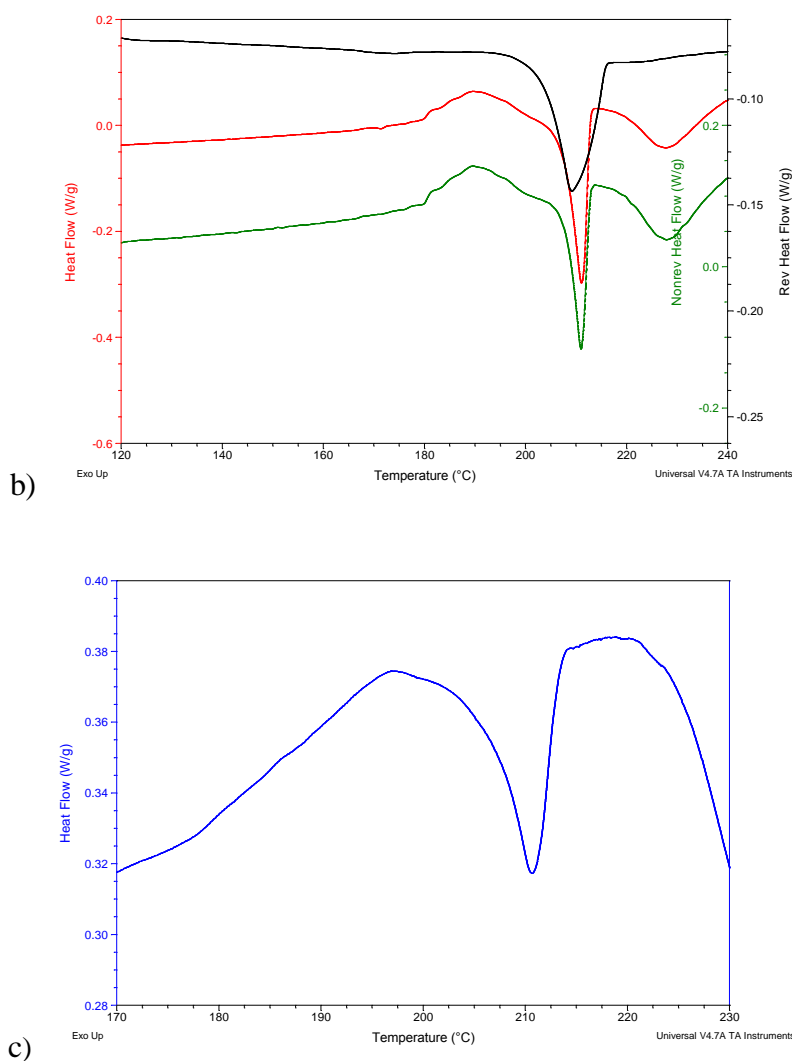 0.2
0.0
-0.2
-0.4
-0.6
Heat Flow (W/g)
0.2
0.0
-0.2
Nonrev Heat Flow (W/g)
-0.10
-0.15
-0.20
-0.25
Rev Heat Flow (W/g)
120 140 160 180 200 220 240
b)
Exo Up
Temperature (°C)
Universal V4.7A TA Instruments
0.40
0.38
0.36
0.34
0.32
0.30
0.28
Heat Flow (W/g)
170 180 190 200 210 220 230
c)
Exo Up
Temperature (°C)
Universal V4.7A TA Instruments